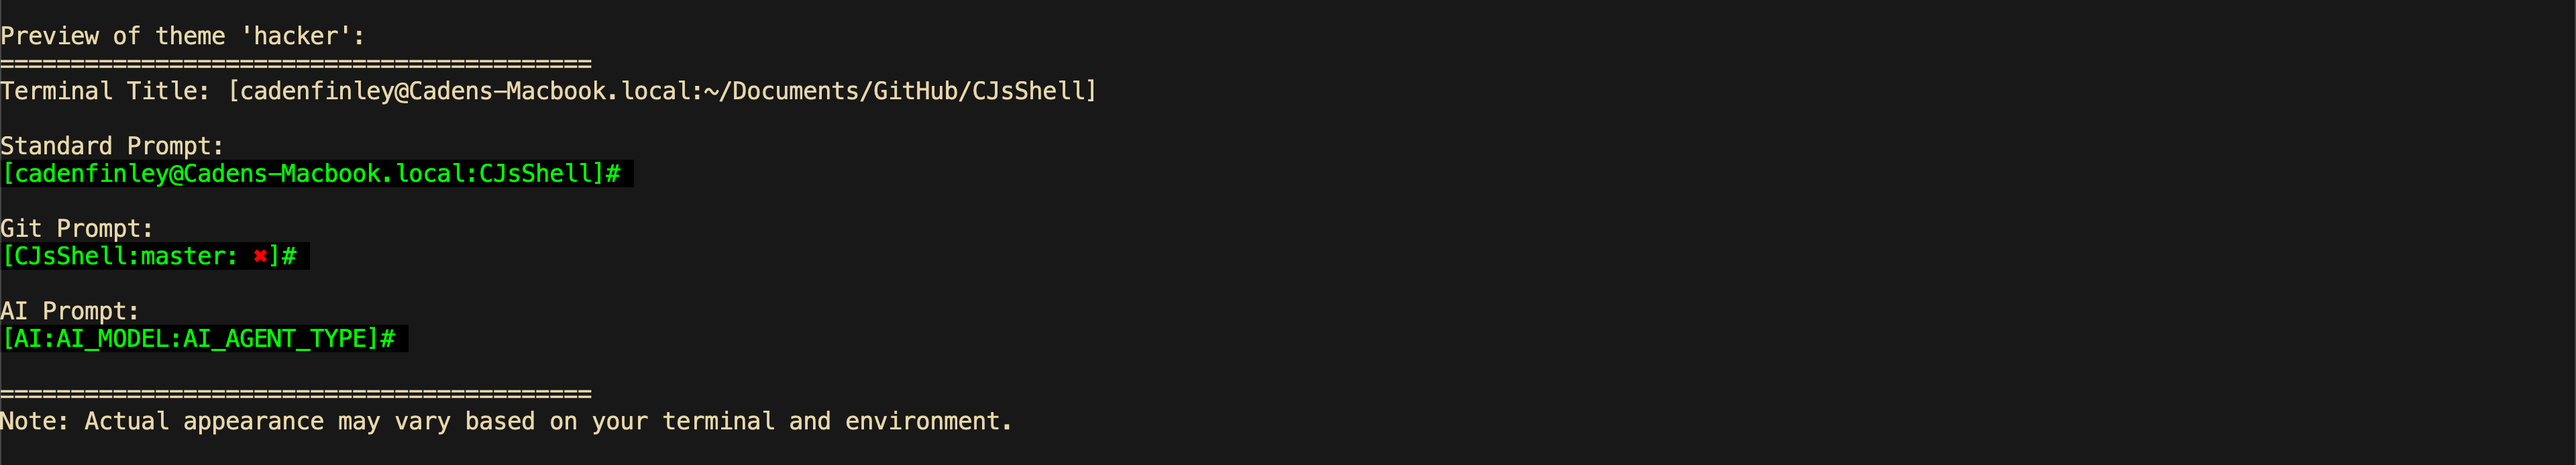 Preview of theme 'hacker':
==========================================
Terminal Title: [cadenfinley@Cadens-Macbook.local:~/Documents/GitHub/CJsShell]
Standard Prompt:
[cadenfinley@Cadens-Macbook.local:CJsShell]#
Git Prompt:
[CJsShell:master: ✖]#
AI Prompt:
[AI:AI_MODEL:AI_AGENT_TYPE]#
==========================================
Note: Actual appearance may vary based on your terminal and environment.